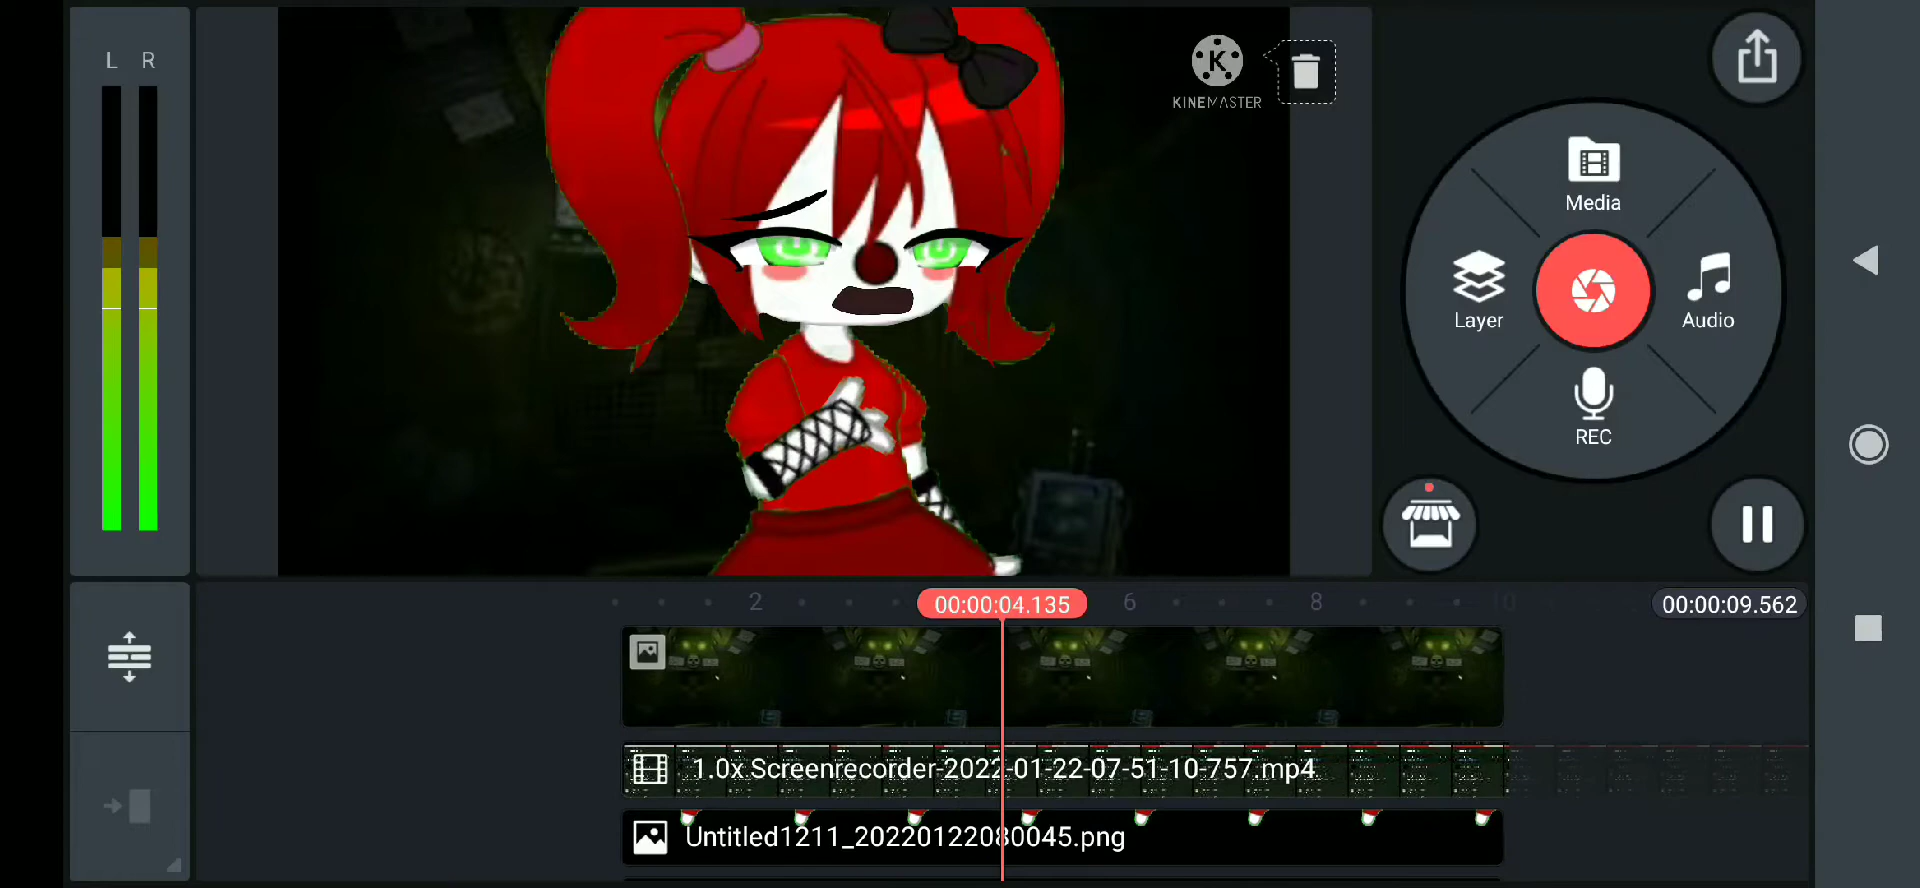 L R
KINEMASTER
Media
Layer
Audio
REC
2
00:00:04.135
6
8
10
00:00:09.562
1.0x Screenrecorder-2022-01-22-07-51-10-757.mp4
Untitled1211_20220122080045.png